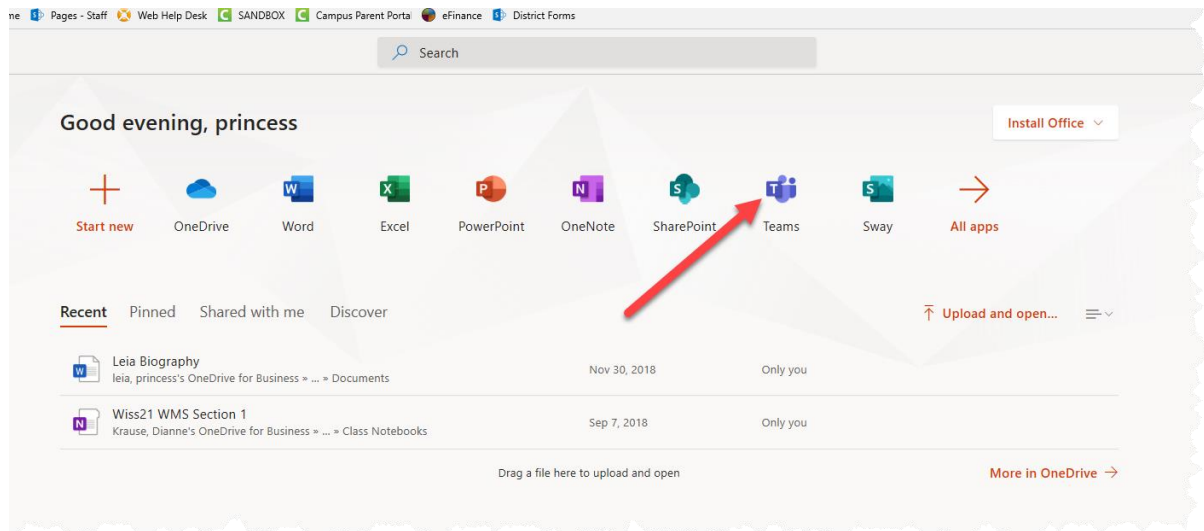 me Pages - Staff Web Help Desk SANDBOX Campus Parent Porta eFinance District Forms
Search
Good evening, princess
Install Office
Start new OneDrive Word Excel PowerPoint OneNote SharePoint Teams Sway All apps
Recent Pinned Shared with me Discover
Upload and open...
Leia Biography
leia, princess's OneDrive for Business » ... » Documents
Nov 30, 2018 Only you
Wiss21 WMS Section 1
Krause, Dianne's OneDrive for Business » ... » Class Notebooks
Sep 7, 2018 Only you
Drag a file here to upload and open
More in OneDrive →